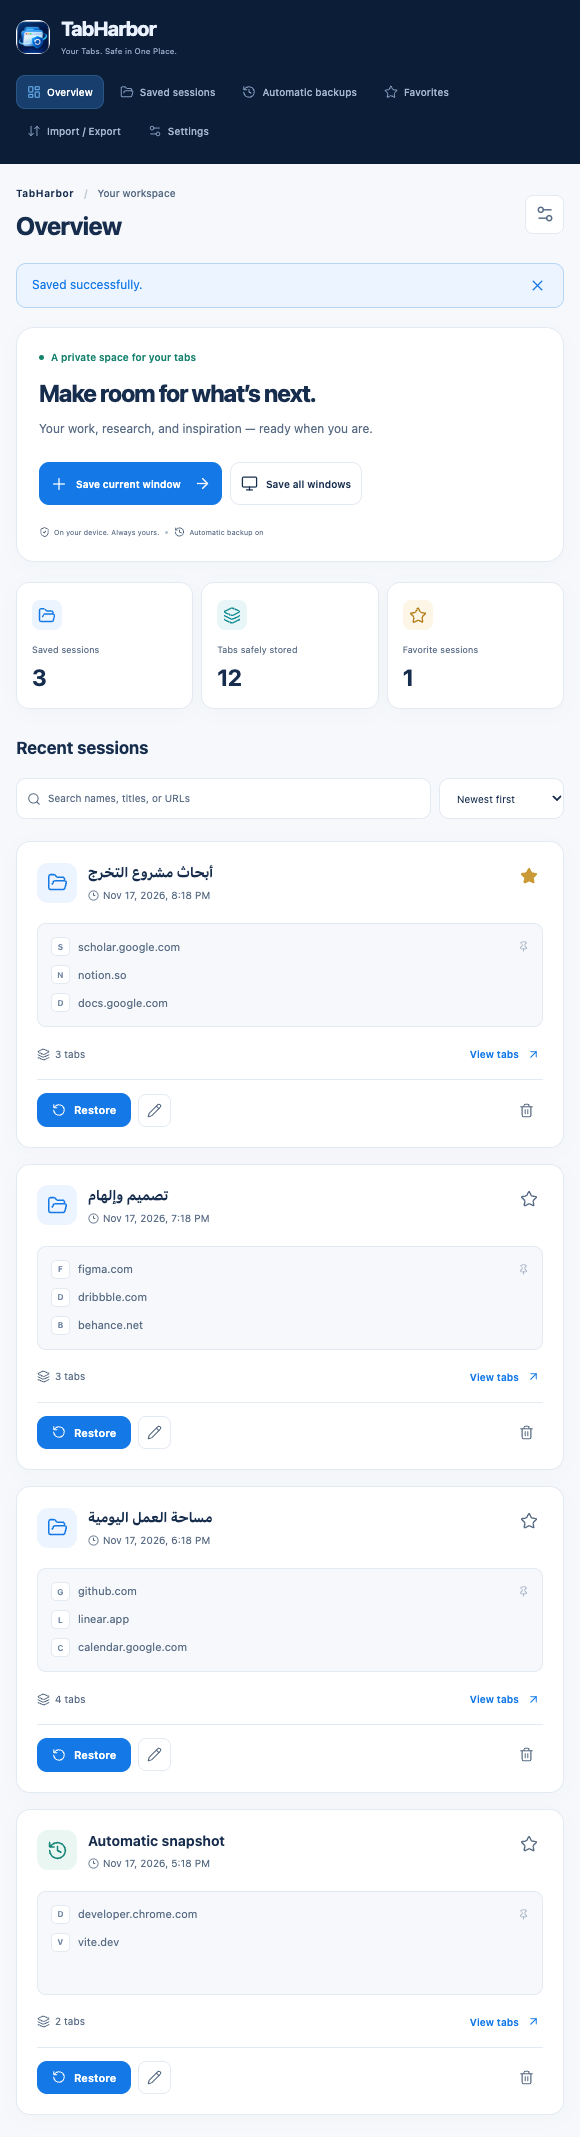 TabHarbor
Your Tabs. Safe in One Place.
Overview
Saved sessions
Automatic backups
Favorites
Import / Export
Settings
TabHarbor / Your workspace
Overview
Saved successfully.
A private space for your tabs
Make room for what's next.
Your work, research, and inspiration — ready when you are.
Save current window
Save all windows
On your device. Always yours. • Automatic backup on
Saved sessions
3
Tabs safely stored
12
Favorite sessions
1
Recent sessions
Search names, titles, or URLs
Newest first
أبحاث مشروع التخرج
Nov 17, 2026, 8:18 PM
S scholar.google.com
N notion.so
D docs.google.com
3 tabs
View tabs
Restore
تصميم وإلهام
Nov 17, 2026, 7:18 PM
F figma.com
D dribbble.com
B behance.net
3 tabs
View tabs
Restore
مساحة العمل اليومية
Nov 17, 2026, 6:18 PM
G github.com
L linear.app
C calendar.google.com
4 tabs
View tabs
Restore
Automatic snapshot
Nov 17, 2026, 5:18 PM
D developer.chrome.com
V vite.dev
2 tabs
View tabs
Restore